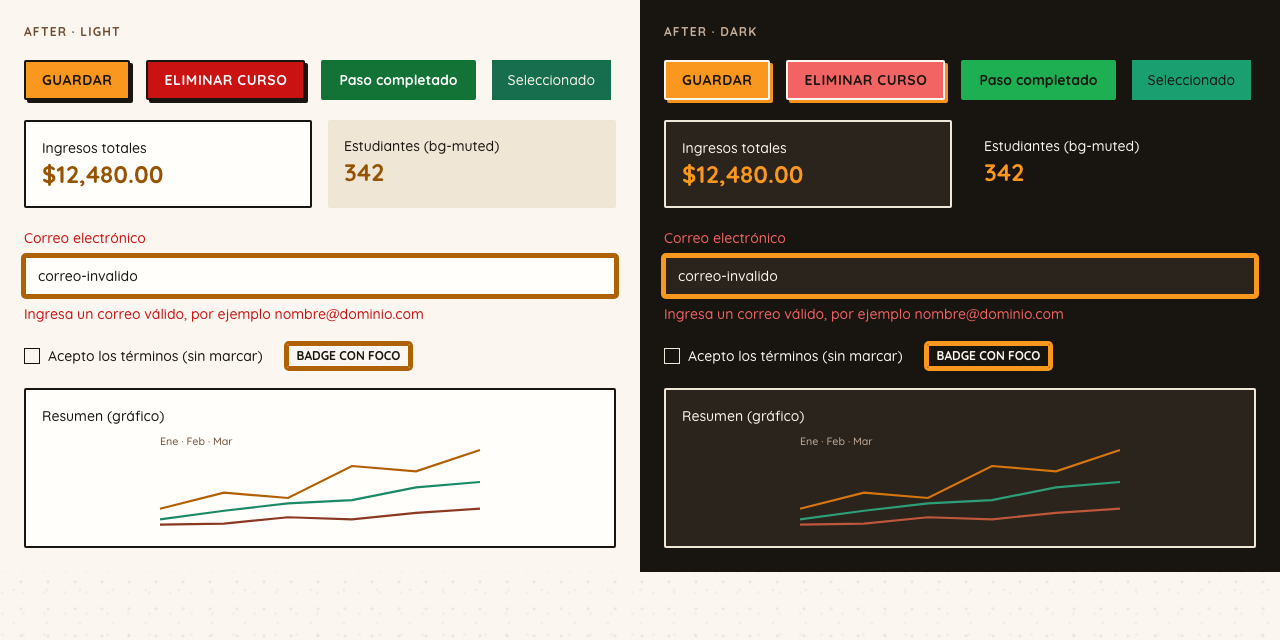 AFTER · LIGHT
GUARDAR
ELIMINAR CURSO
Paso completado
Seleccionado
Ingresos totales
$12,480.00
Estudiantes (bg-muted)
342
Correo electrónico
correo-invalido
Ingresa un correo válido, por ejemplo nombre@dominio.com
Acepto los términos (sin marcar)
BADGE CON FOCO
Resumen (gráfico)
Ene · Feb · Mar
AFTER · DARK
GUARDAR
ELIMINAR CURSO
Paso completado
Seleccionado
Ingresos totales
$12,480.00
Estudiantes (bg-muted)
342
Correo electrónico
correo-invalido
Ingresa un correo válido, por ejemplo nombre@dominio.com
Acepto los términos (sin marcar)
BADGE CON FOCO
Resumen (gráfico)
Ene · Feb · Mar